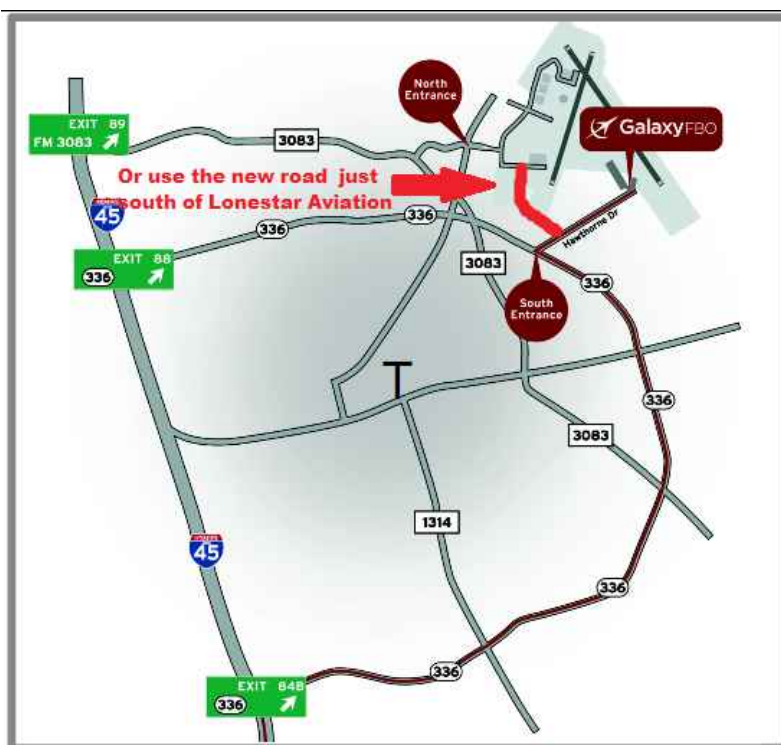 North
Entrance
EXIT 89
FM 3083
3083
GalaxyFBO
Or use the new road just
south of Lonestar Aviation
45
336
336
Hawthorne Dr
EXIT 88
336
3083
336
South
Entrance
T
336
3083
1314
45
336
336
EXIT 84B
336